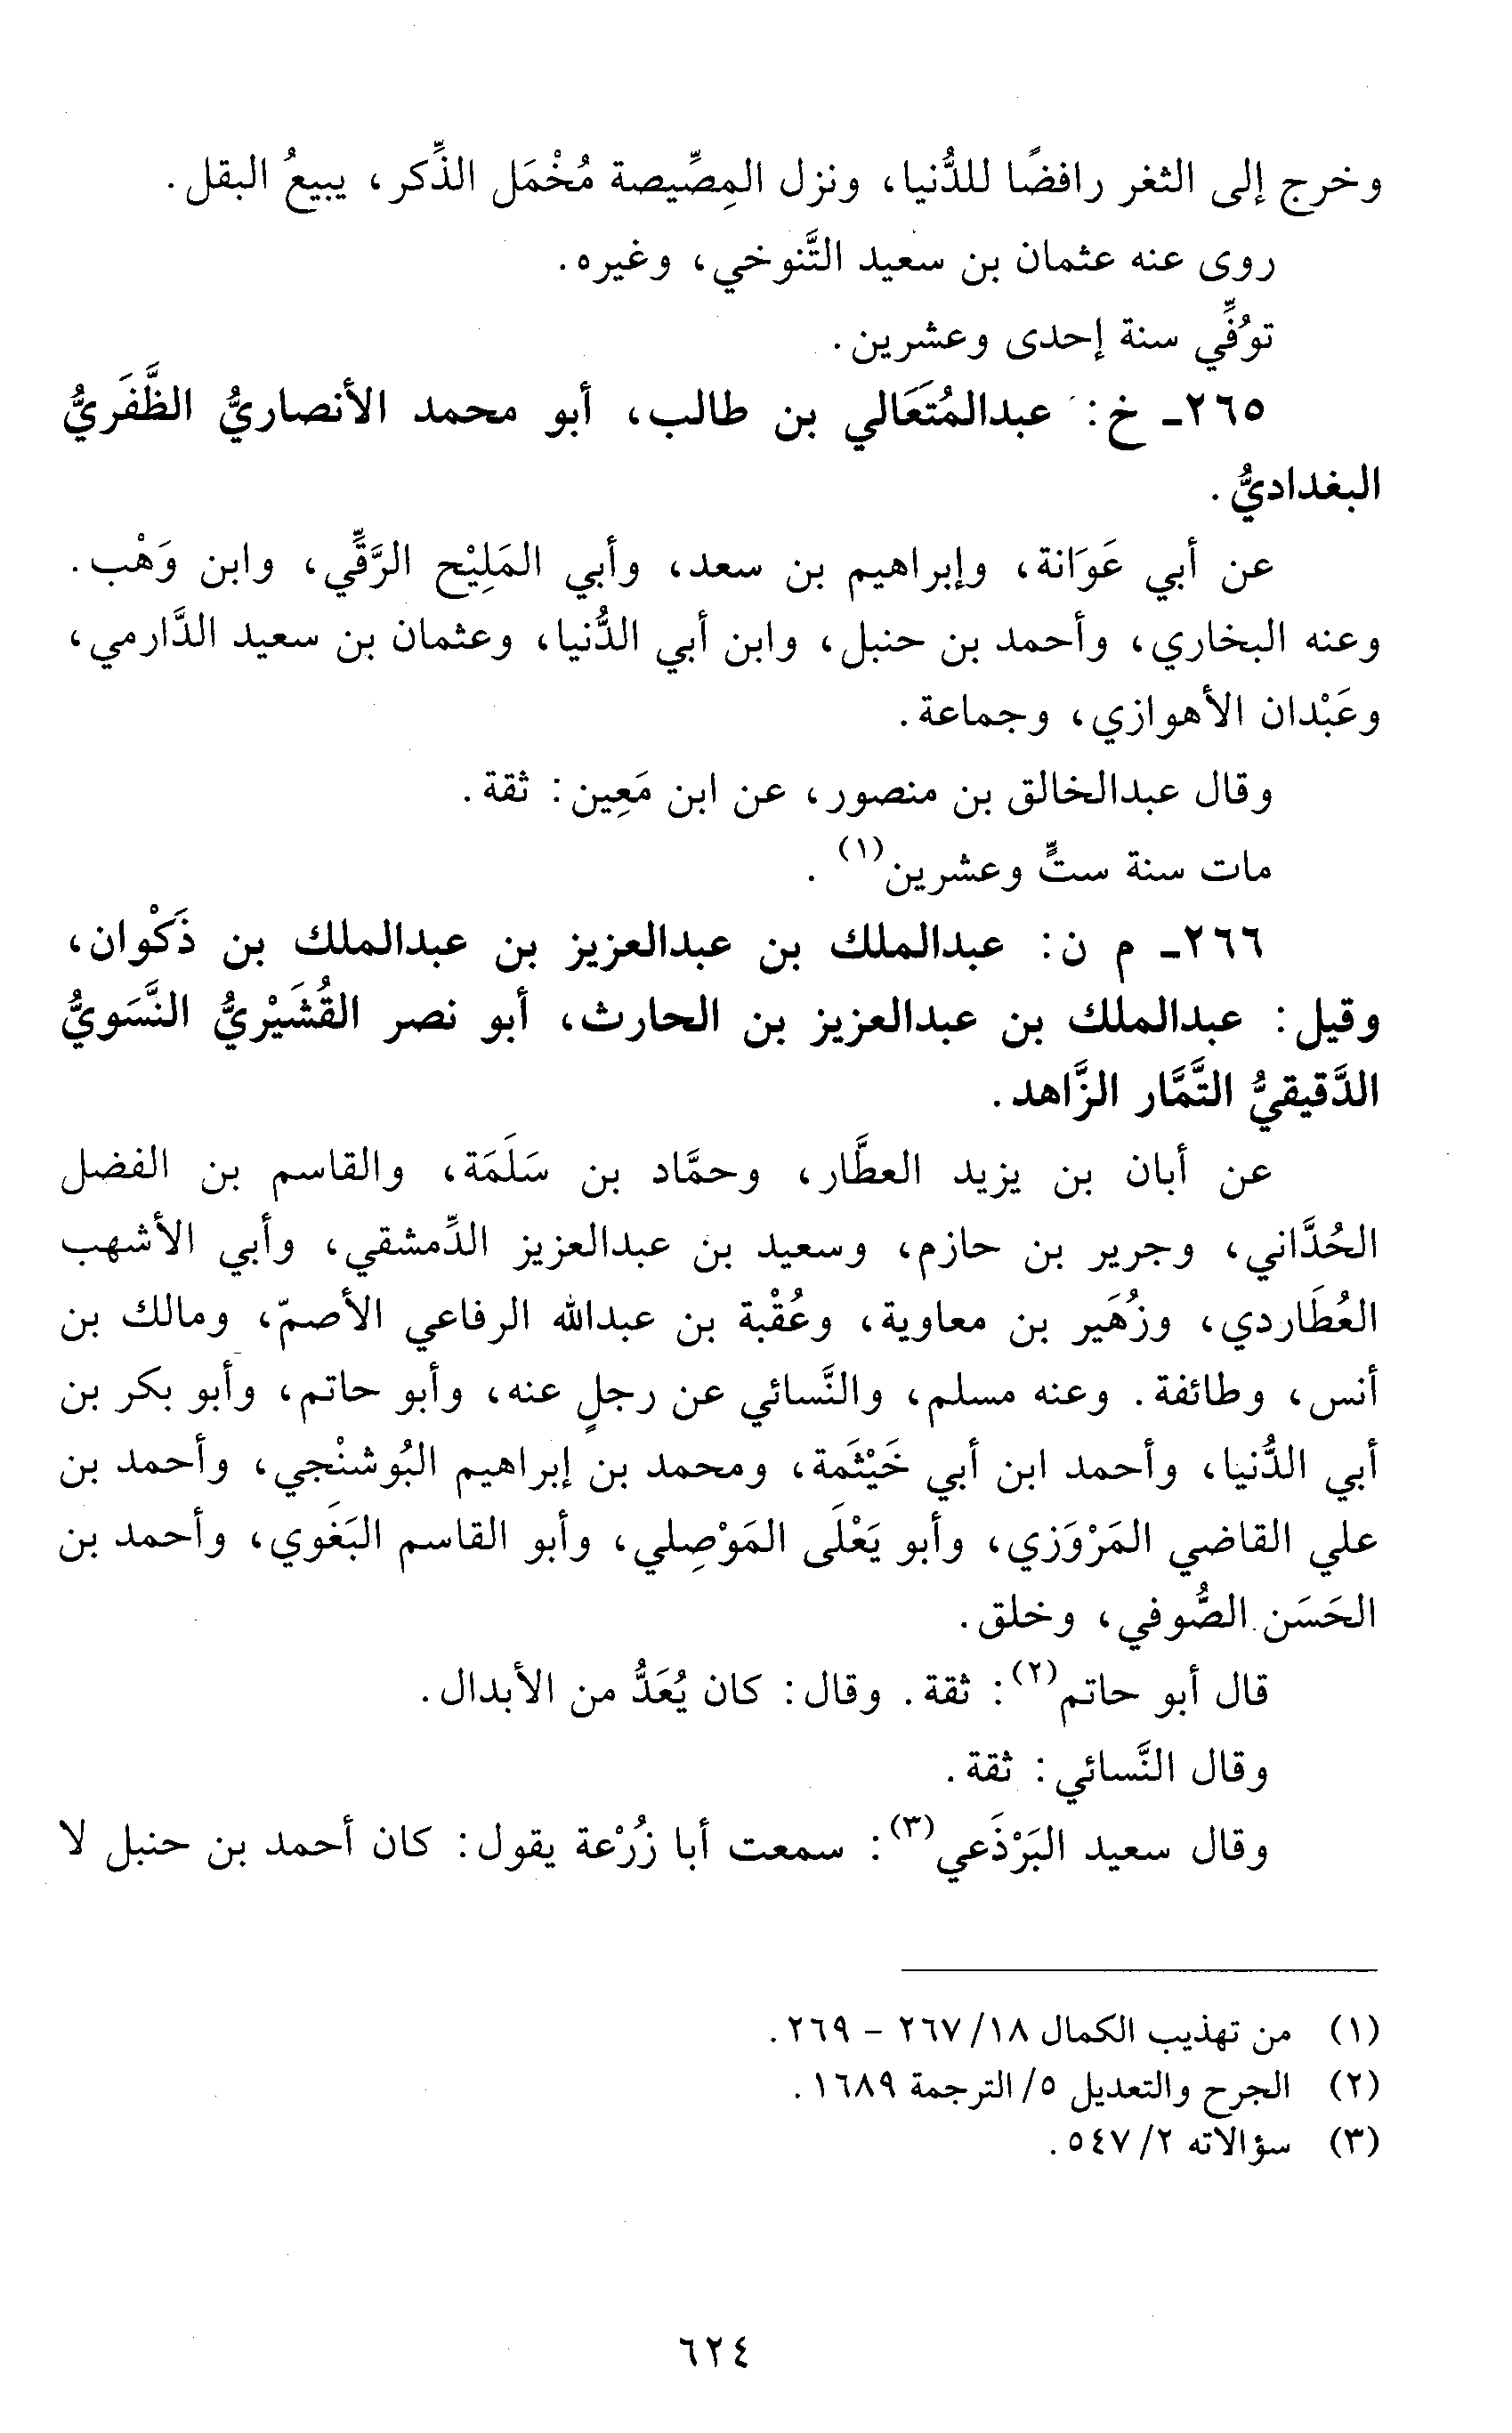 وخرج إلى الثغر رافضًا للدُّنيا، ونزل المِصِّيصة مُخْمَل الذِّكر، يبيعُ البقل.
روى عنه عثمان بن سعيد التَّنوخي، وغيره.
توُفِّي سنة إحدى وعشرين.
٢٦٥- خ: عبدالمُتَعَالي بن طالب، أبو محمد الأنصاريُّ الظَّفَريُّ
البغداديُّ.
عن أبي عَوَانة، وإبراهيم بن سعد، وأبي المَلِيْح الرَّقِّي، وابن وَهْب.
وعنه البخاري، وأحمد بن حنبل، وابن أبي الدُّنيا، وعثمان بن سعيد الدَّارمي،
وعَبْدان الأهوازي، وجماعة.
وقال عبدالخالق بن منصور، عن ابن مَعِين: ثقة.
مات سنة ستٍّ وعشرين(١).
٢٦٦- م ن: عبدالملك بن عبدالعزيز بن عبدالملك بن ذَكْوان،
وقيل: عبدالملك بن عبدالعزيز بن الحارث، أبو نصر القُشَيْريُّ النَّسَويُّ
الدَّقيقيُّ التَّمَّار الزَّاهد.
عن أبان بن يزيد العطَّار، وحمَّاد بن سَلَمَة، والقاسم بن الفضل
الحُدَّاني، وجرير بن حازم، وسعيد بن عبدالعزيز الدِّمشقي، وأبي الأشهب
العُطَاردي، وزُهَير بن معاوية، وعُقْبة بن عبدالله الرفاعي الأصمّ، ومالك بن
أنس، وطائفة. وعنه مسلم، والنَّسائي عن رجلٍ عنه، وأبو حاتم، وأبو بكر بن
أبي الدُّنيا، وأحمد ابن أبي خَيْثَمة، ومحمد بن إبراهيم البُوشنْجي، وأحمد بن
علي القاضي المَرْوَزي، وأبو يَعْلَى المَوْصِلي، وأبو القاسم البَغَوي، وأحمد بن
الحَسَن الصُّوفي، وخلق.
قال أبو حاتم(٢): ثقة. وقال: كان يُعَدُّ من الأبدال.
وقال النَّسائي: ثقة.
وقال سعيد البَرْذَعي(٣): سمعت أبا زُرْعة يقول: كان أحمد بن حنبل لا
(١) من تهذيب الكمال ١٨/ ٢٦٧ - ٢٦٩.
(٢) الجرح والتعديل ٥/ الترجمة ١٦٨٩.
(٣) سؤالاته ٢/ ٥٤٧.
٦٢٤